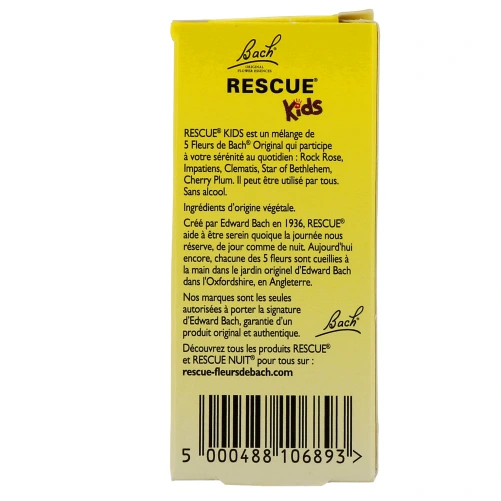 Bach
ORIGINAL
FLOWER ESSENCES
RESCUE®
Kids
RESCUE® KIDS est un mélange de
5 Fleurs de Bach® Original qui participe
à votre sérénité au quotidien : Rock Rose,
Impatiens, Clematis, Star of Bethlehem,
Cherry Plum. Il peut être utilisé par tous.
Sans alcool.
Ingrédients d'origine végétale.
Créé par Edward Bach en 1936, RESCUE®
aide à être serein quoique la journée nous
réserve, de jour comme de nuit. Aujourd'hui
encore, chacune des 5 fleurs sont cueillies à
la main dans le jardin originel d'Edward Bach
dans l'Oxfordshire, en Angleterre.
Nos marques sont les seules
autorisées à porter la signature
d'Edward Bach, garantie d'un
produit original et authentique.
Bach
Découvrez tous les produits RESCUE®
et RESCUE NUIT® pour tous sur :
rescue-fleursdebach.com
5 000488 106893 >